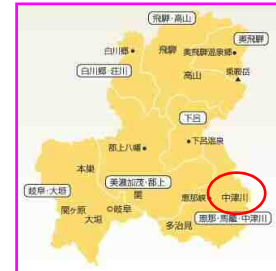 飛騨・高山
奥飛騨
白川郷
飛騨
奥飛騨温泉郷
白川郷・荘川
高山
乗鞍岳
下呂
郡上八幡
下呂温泉
本巣
美濃加茂・郡上
岐阜・大垣
関
恵那峡
中津川
関ヶ原
岐阜
大垣
多治見
恵那・馬籠・中津川